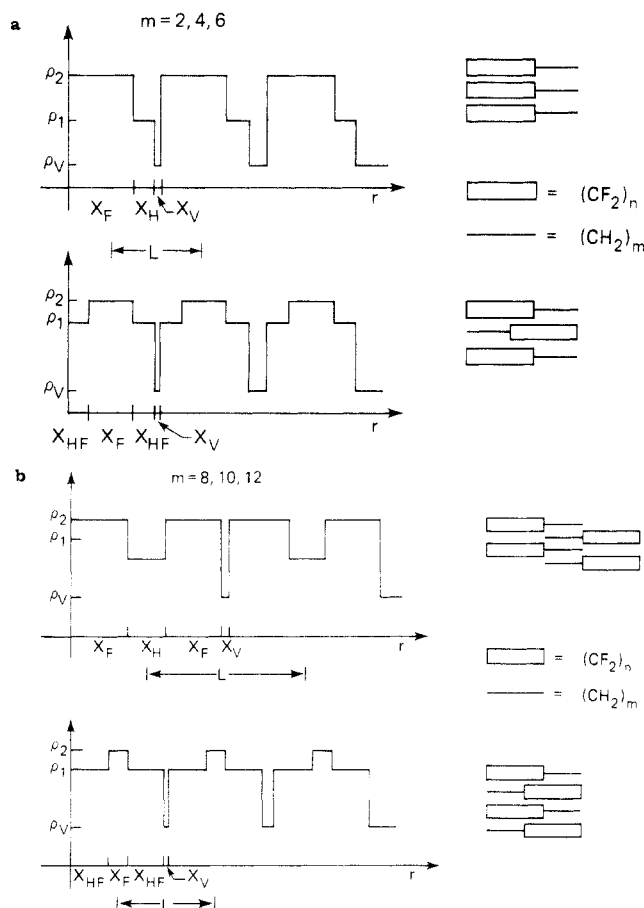 a
m = 2, 4, 6
ρ2
ρ1
ρV
XF XH XV r
L
= (CF2)n
= (CH2)m
ρ2
ρ1
ρV
XHF XF XHF XV r
b
m = 8, 10, 12
ρ2
ρ1
ρV
XF XH XF XV r
L
= (CF2)n
= (CH2)m
ρ2
ρ1
ρV
XHF XF XHF XV r
L